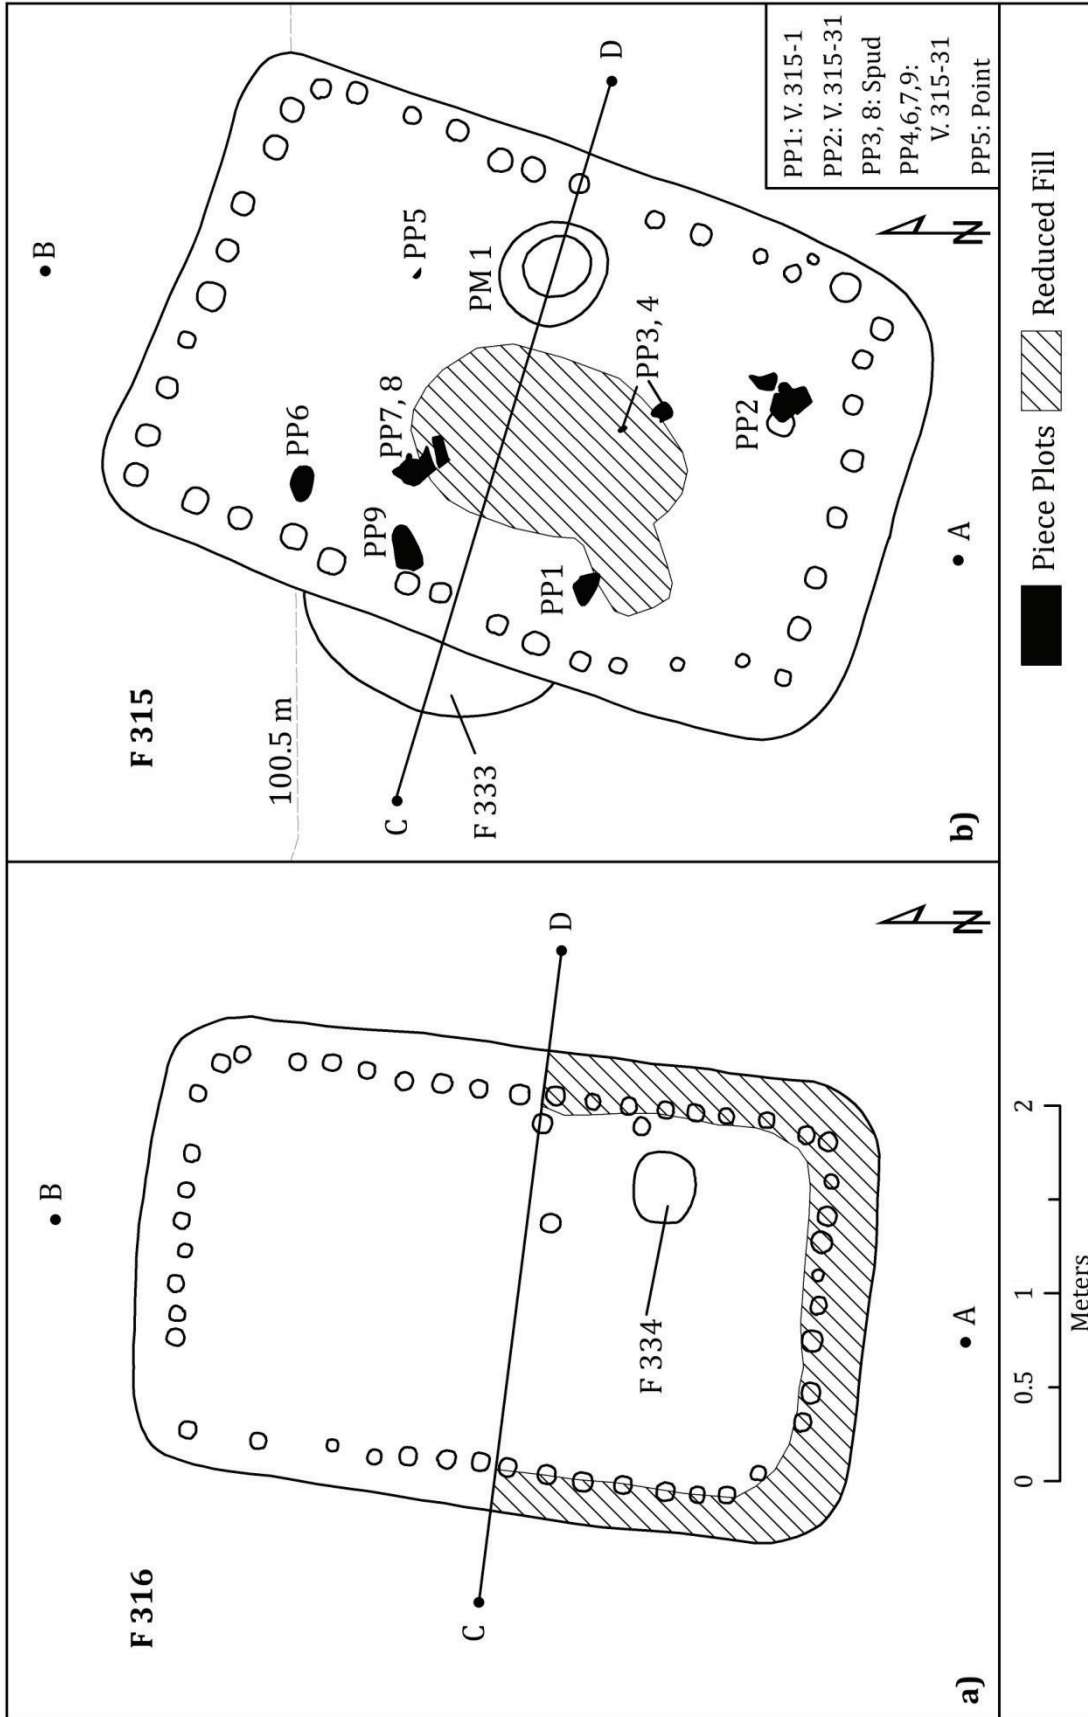 F 316
B
C
D
F 334
A
N
a)
F 315
B
100.5 m
C
D
F 333
PP6
PP7, 8
PP9
PP5
PM 1
PP1
PP3, 4
PP2
A
N
b)
PP1: V. 315-1
PP2: V. 315-31
PP3, 8: Spud
PP4,6,7,9:
V. 315-31
PP5: Point
0 0.5 1 2
Meters
Piece Plots
Reduced Fill